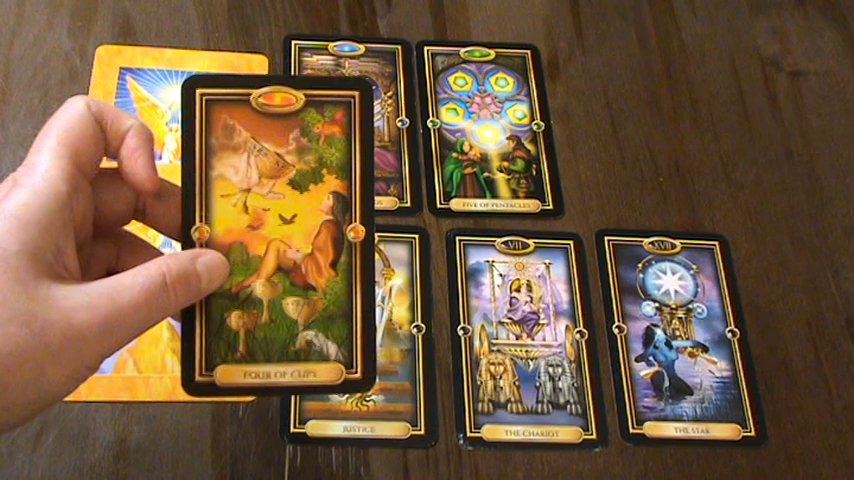 FIVE OF PENTACLES
FOUR OF CUPS
VII
XVII
JUSTICE
THE CHARIOT
THE STAR